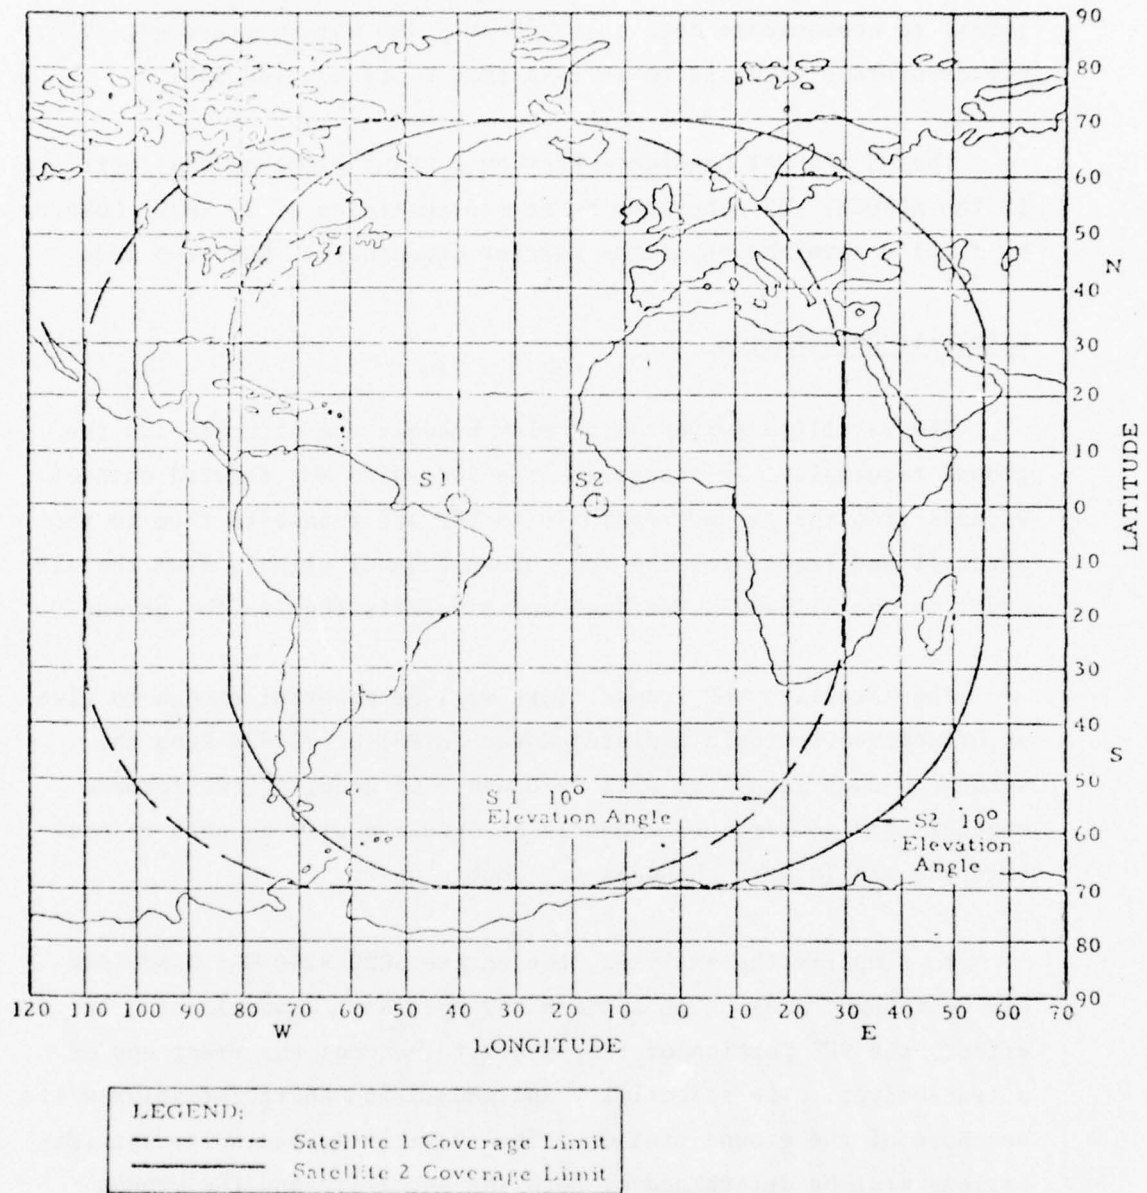 90
80
70
60
50
N
40
30
20
10
S1
S2
0
LATITUDE
10
20
30
40
S
50
S1 10°
Elevation Angle
60
S2 10°
Elevation
Angle
70
80
90
120 110 100 90 80 70 60 50 40 30 20 10 0 10 20 30 40 50 60 70
W
E
LONGITUDE
LEGEND:
Satellite 1 Coverage Limit
Satellite 2 Coverage Limit